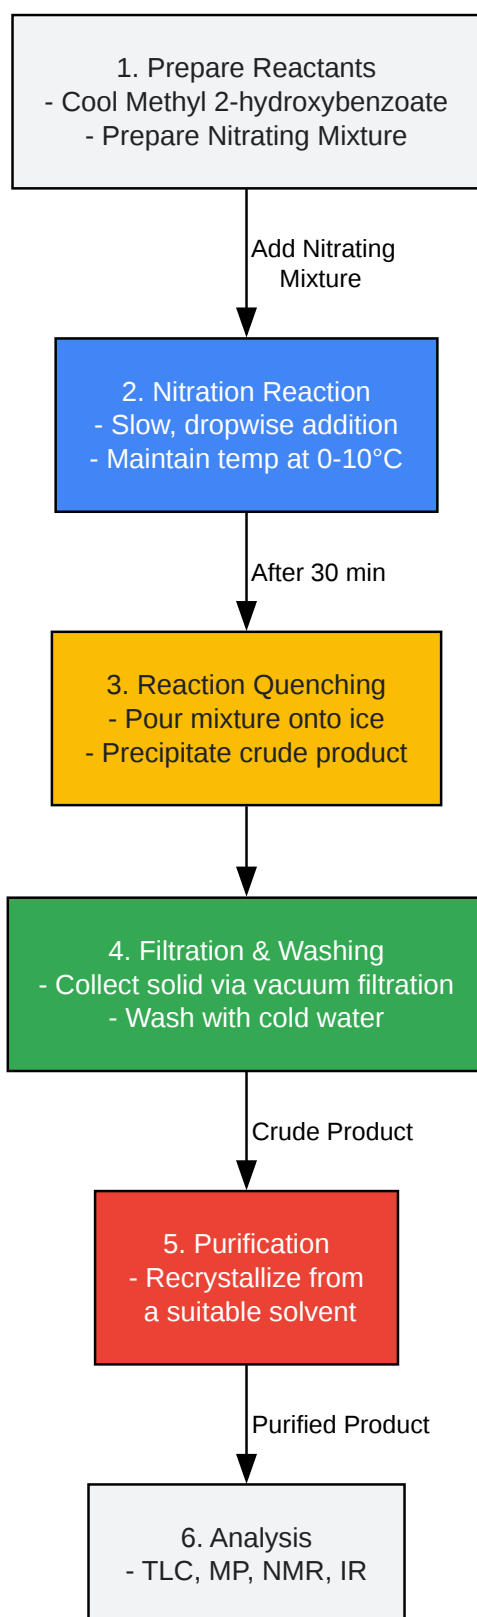 1. Prepare Reactants
- Cool Methyl 2-hydroxybenzoate
- Prepare Nitrating Mixture
Add Nitrating
Mixture
2. Nitration Reaction
- Slow, dropwise addition
- Maintain temp at 0-10°C
After 30 min
3. Reaction Quenching
- Pour mixture onto ice
- Precipitate crude product
4. Filtration & Washing
- Collect solid via vacuum filtration
- Wash with cold water
Crude Product
5. Purification
- Recrystallize from
a suitable solvent
Purified Product
6. Analysis
- TLC, MP, NMR, IR